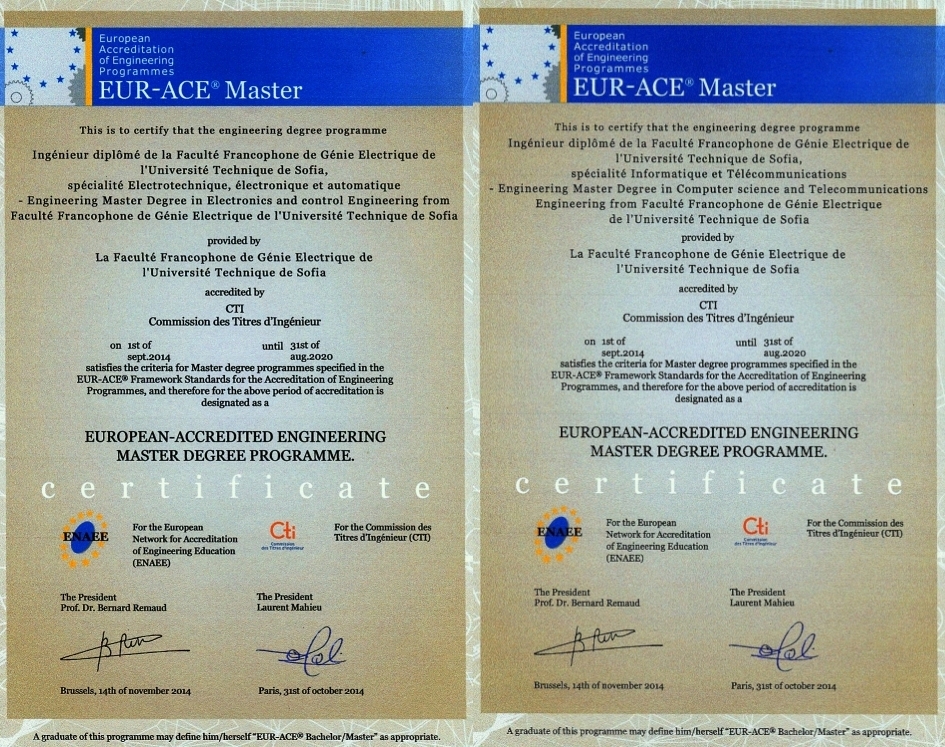 European
Accreditation
of Engineering
Programmes
EUR-ACE® Master
This is to certify that the engineering degree programme
Ingénieur diplômé de la Faculté Francophone de Génie Electrique de
l'Université Technique de Sofia,
spécialité Electrotechnique, électronique et automatique
- Engineering Master Degree in Electronics and control Engineering from
Faculté Francophone de Génie Electrique de l'Université Technique de Sofia
provided by
La Faculté Francophone de Génie Electrique de
l'Université Technique de Sofia
accredited by
CTI
Commission des Titres d'Ingénieur
on 1st of until 31st of
sept.2014 aug.2020
satisfies the criteria for Master degree programmes specified in the
EUR-ACE® Framework Standards for the Accreditation of Engineering
Programmes, and therefore for the above period of accreditation is
designated as a
EUROPEAN-ACCREDITED ENGINEERING
MASTER DEGREE PROGRAMME.
certificate
ENAEE
For the European
Network for Accreditation
of Engineering Education
(ENAEE)
Cti
Commission
des Titres d'Ingénieur
For the Commission des
Titres d'Ingénieur (CTI)
The President
Prof. Dr. Bernard Remaud
The President
Laurent Mahieu
Brussels, 14th of november 2014
Paris, 31st of october 2014
A graduate of this programme may define him/herself "EUR-ACE® Bachelor/Master" as appropriate.
European
Accreditation
of Engineering
Programmes
EUR-ACE® Master
This is to certify that the engineering degree programme
Ingénieur diplômé de la Faculté Francophone de Génie Electrique de
l'Université Technique de Sofia,
spécialité Informatique et Télécommunications
- Engineering Master Degree in Computer science and Telecommunications
Engineering from Faculté Francophone de Génie Electrique
de l'Université Technique de Sofia
provided by
La Faculté Francophone de Génie Electrique de
l'Université Technique de Sofia
accredited by
CTI
Commission des Titres d'Ingénieur
on 1st of until 31st of
sept.2014 aug.2020
satisfies the criteria for Master degree programmes specified in the
EUR-ACE® Framework Standards for the Accreditation of Engineering
Programmes, and therefore for the above period of accreditation is
designated as a
EUROPEAN-ACCREDITED ENGINEERING
MASTER DEGREE PROGRAMME.
certificate
ENAEE
For the European
Network for Accreditation
of Engineering Education
(ENAEE)
Cti
Commission
des Titres d'Ingénieur
For the Commission des
Titres d'Ingénieur (CTI)
The President
Prof. Dr. Bernard Remaud
The President
Laurent Mahieu
Brussels, 14th of november 2014
Paris, 31st of october 2014
A graduate of this programme may define him/herself "EUR-ACE® Bachelor/Master" as appropriate.